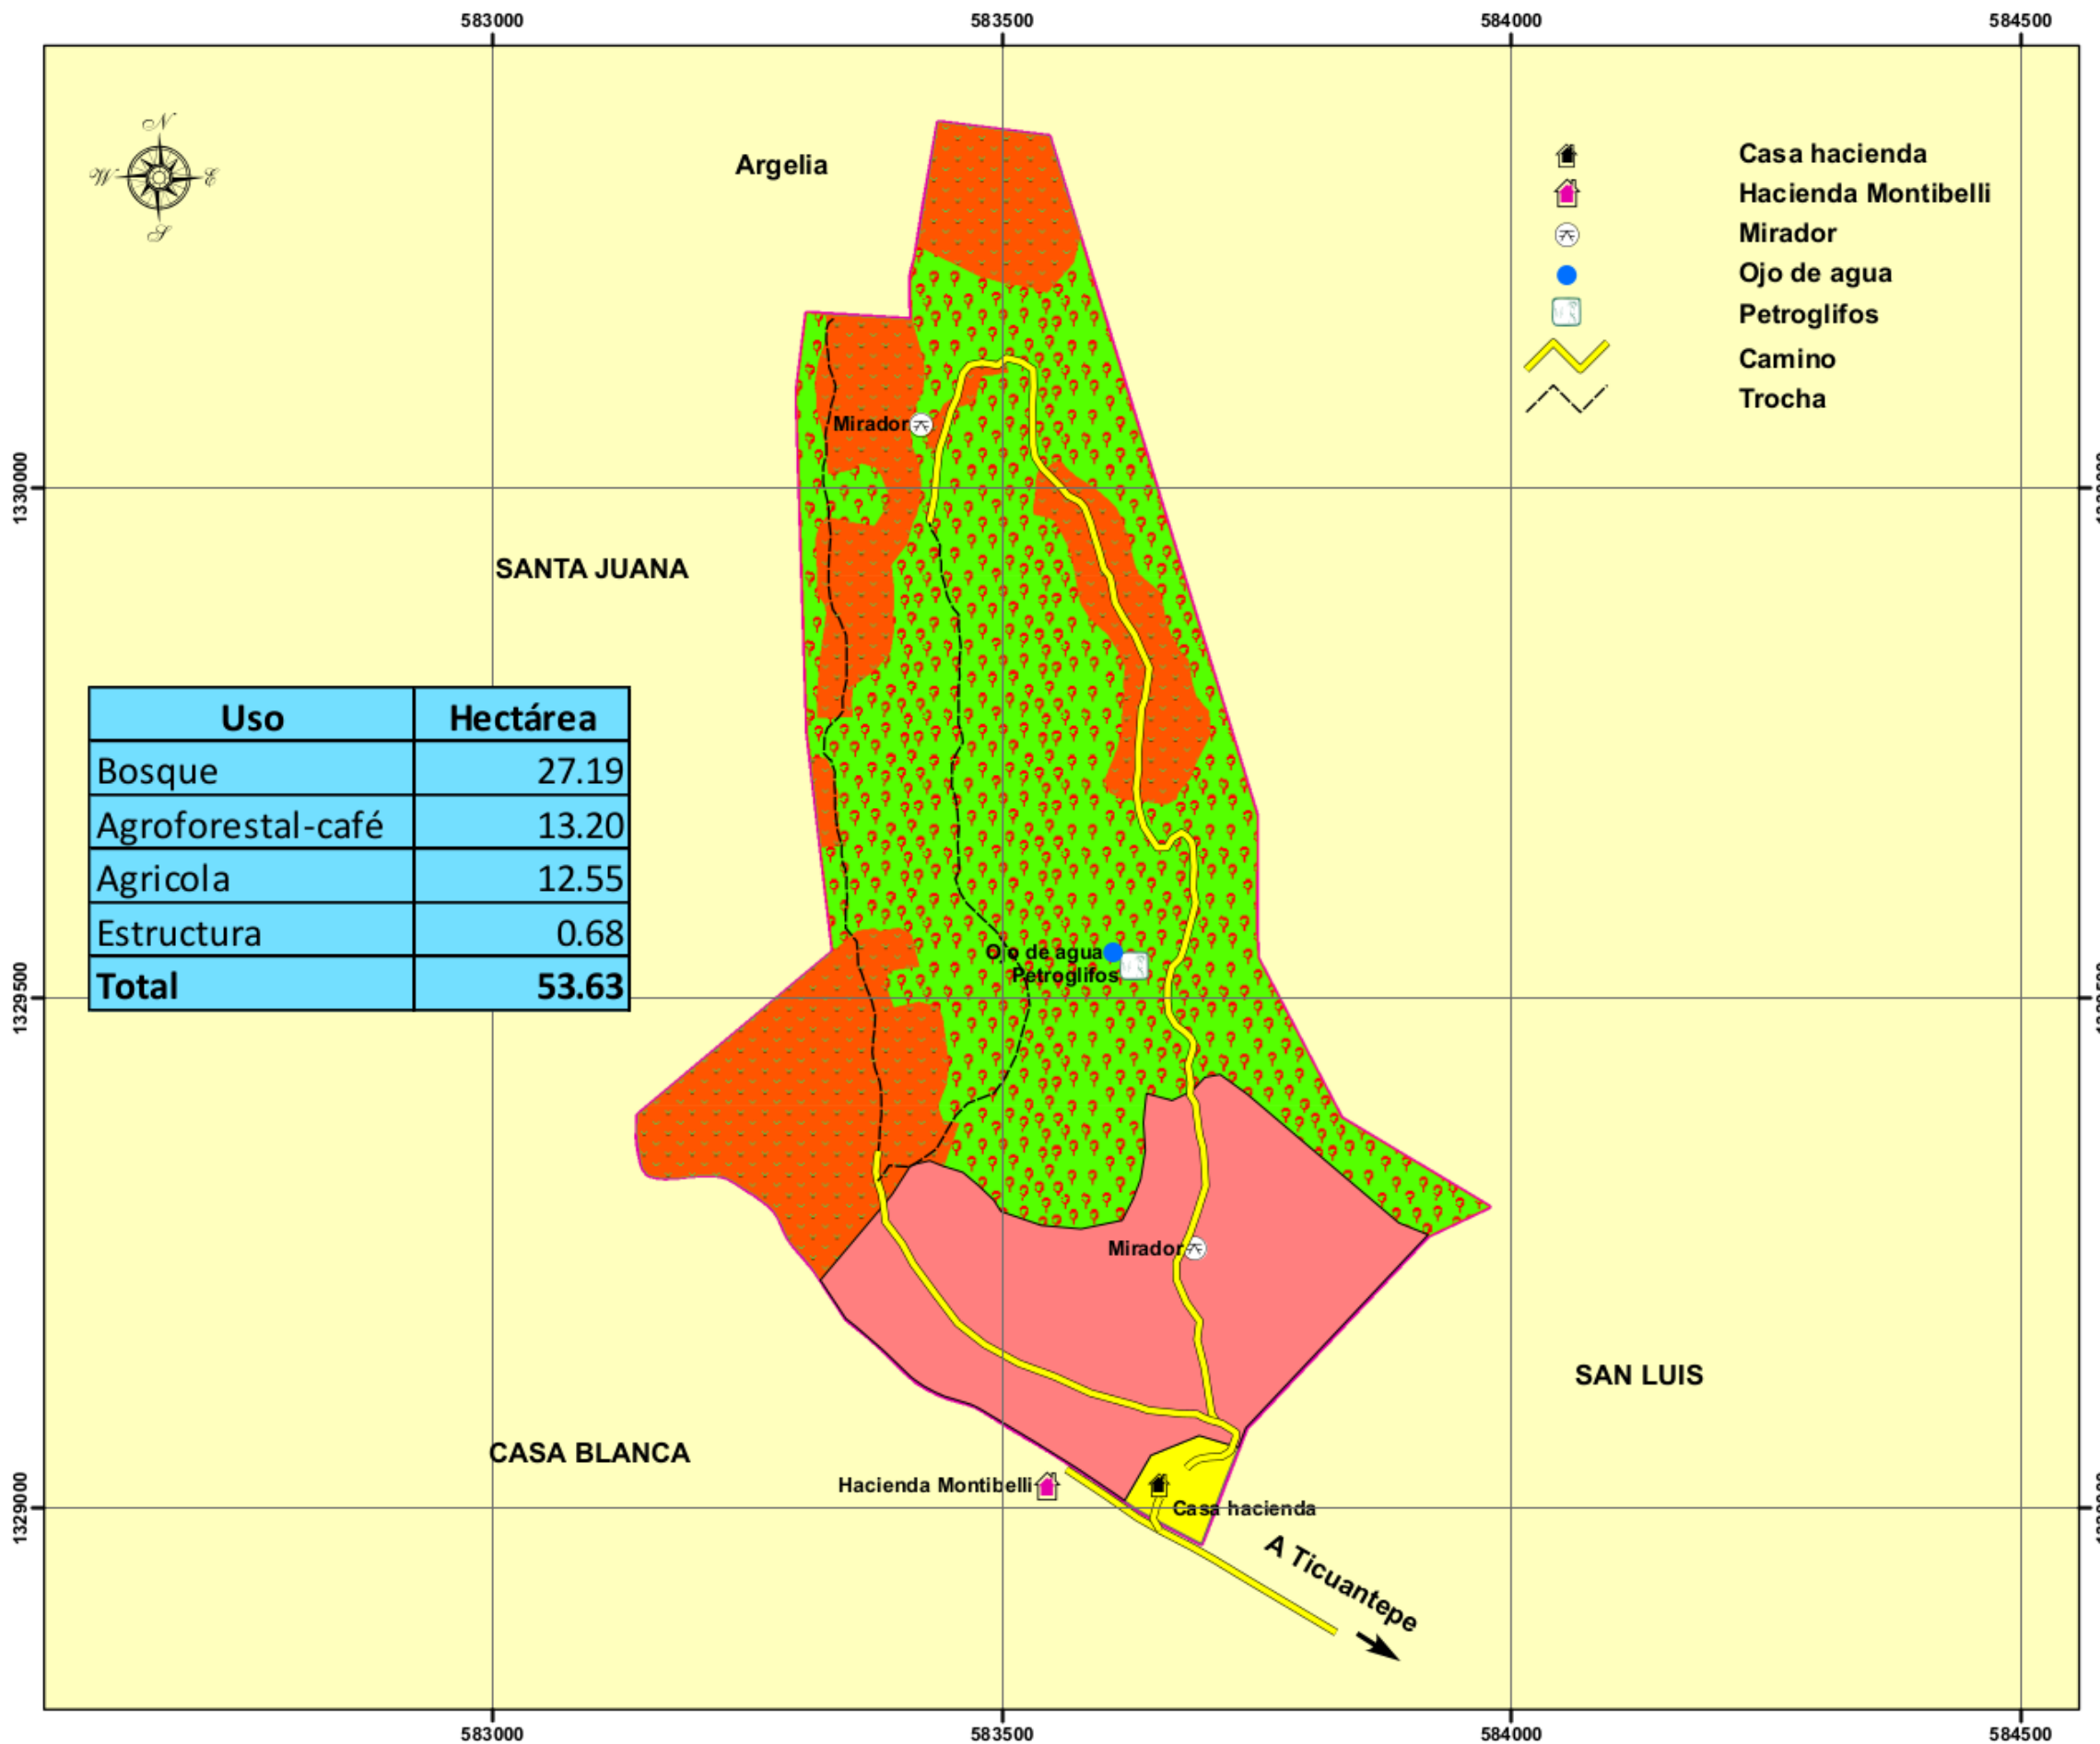 583000 583500 584000 584500
N
W E
S
Argelia
Casa hacienda
Hacienda Montibelli
Mirador
Ojo de agua
Petroglifos
Camino
Trocha
Mirador
1330000
SANTA JUANA
Uso Hectárea
Bosque 27.19
Agroforestal-café 13.20
Agricola 12.55
Estructura 0.68
Total 53.63
Ojo de agua
Petroglifos
1329500
Mirador
SAN LUIS
CASA BLANCA
Hacienda Montibelli
Casa hacienda
1329000
A Ticuantepe
583000 583500 584000 584500